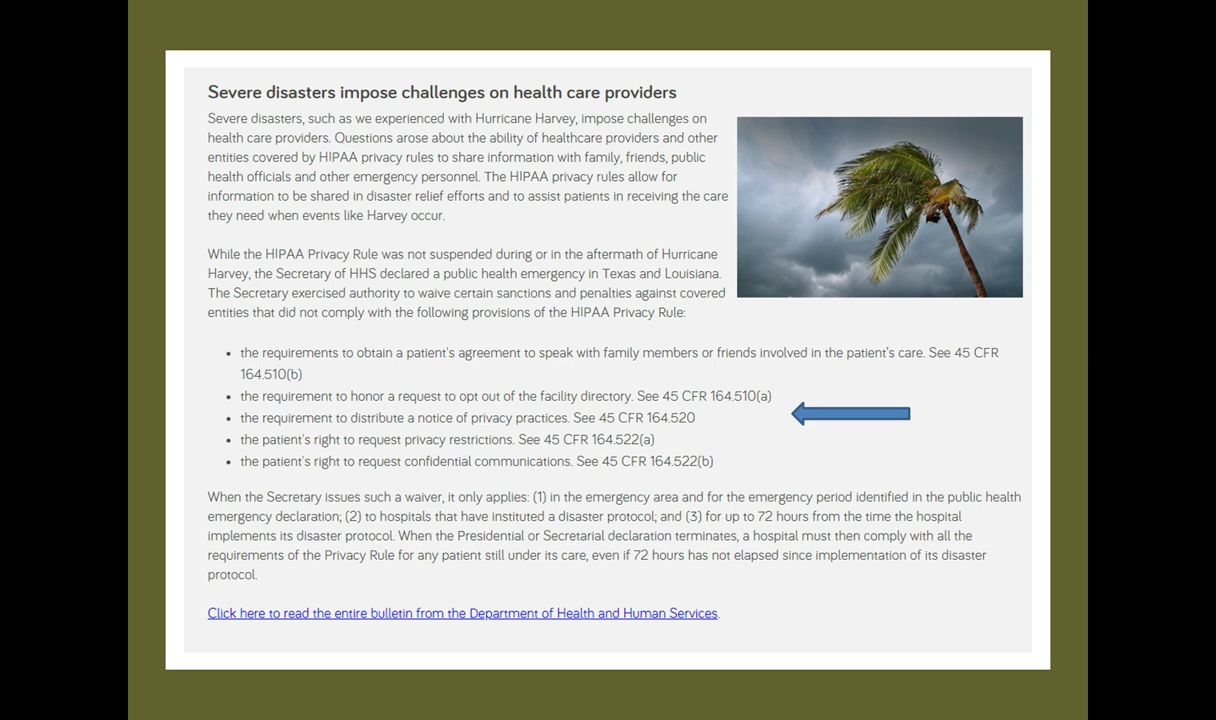 Severe disasters impose challenges on health care providers
Severe disasters, such as we experienced with Hurricane Harvey, impose challenges on
health care providers. Questions arose about the ability of healthcare providers and other
entities covered by HIPAA privacy rules to share information with family, friends, public
health officials and other emergency personnel. The HIPAA privacy rules allow for
information to be shared in disaster relief efforts and to assist patients in receiving the care
they need when events like Harvey occur.
While the HIPAA Privacy Rule was not suspended during or in the aftermath of Hurricane
Harvey, the Secretary of HHS declared a public health emergency in Texas and Louisiana.
The Secretary exercised authority to waive certain sanctions and penalties against covered
entities that did not comply with the following provisions of the HIPAA Privacy Rule:
• the requirements to obtain a patient's agreement to speak with family members or friends involved in the patient's care. See 45 CFR
164.510(b)
• the requirement to honor a request to opt out of the facility directory. See 45 CFR 164.510(a)
• the requirement to distribute a notice of privacy practices. See 45 CFR 164.520
• the patient's right to request privacy restrictions. See 45 CFR 164.522(a)
• the patient's right to request confidential communications. See 45 CFR 164.522(b)
When the Secretary issues such a waiver, it only applies: (1) in the emergency area and for the emergency period identified in the public health
emergency declaration; (2) to hospitals that have instituted a disaster protocol; and (3) for up to 72 hours from the time the hospital
implements its disaster protocol. When the Presidential or Secretarial declaration terminates, a hospital must then comply with all the
requirements of the Privacy Rule for any patient still under its care, even if 72 hours has not elapsed since implementation of its disaster
protocol.
Click here to read the entire bulletin from the Department of Health and Human Services.